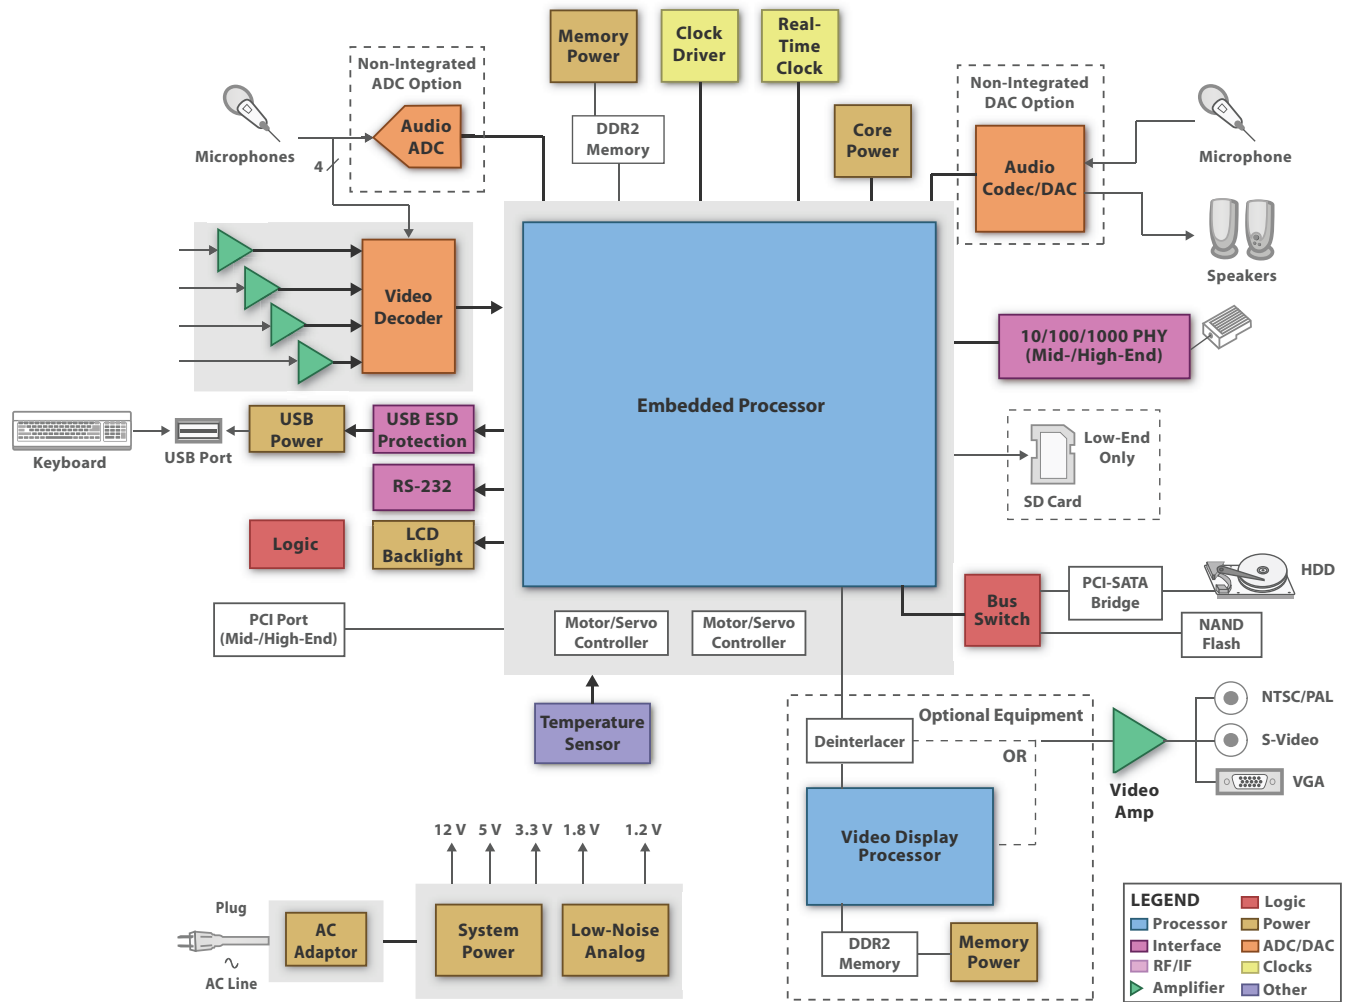 Memory
Power
Clock
Driver
Real-
Time
Clock
Non-Integrated
ADC Option
Audio
ADC
Microphones
4
DDR2
Memory
Core
Power
Non-Integrated
DAC Option
Audio
Codec/DAC
Microphone
Speakers
Video
Decoder
Embedded Processor
10/100/1000 PHY
(Mid-/High-End)
Keyboard
USB Port
USB
Power
USB ESD
Protection
RS-232
Logic
LCD
Backlight
Low-End
Only
SD Card
PCI Port
(Mid-/High-End)
Motor/Servo
Controller
Motor/Servo
Controller
Bus
Switch
PCI-SATA
Bridge
HDD
NAND
Flash
Temperature
Sensor
Optional Equipment
Deinterlacer
OR
Video Display
Processor
DDR2
Memory
Memory
Power
Video
Amp
NTSC/PAL
S-Video
VGA
12 V
5 V
3.3 V
1.8 V
1.2 V
Plug
AC Line
AC
Adaptor
System
Power
Low-Noise
Analog
LEGEND
Processor
Interface
RF/IF
Amplifier
Logic
Power
ADC/DAC
Clocks
Other